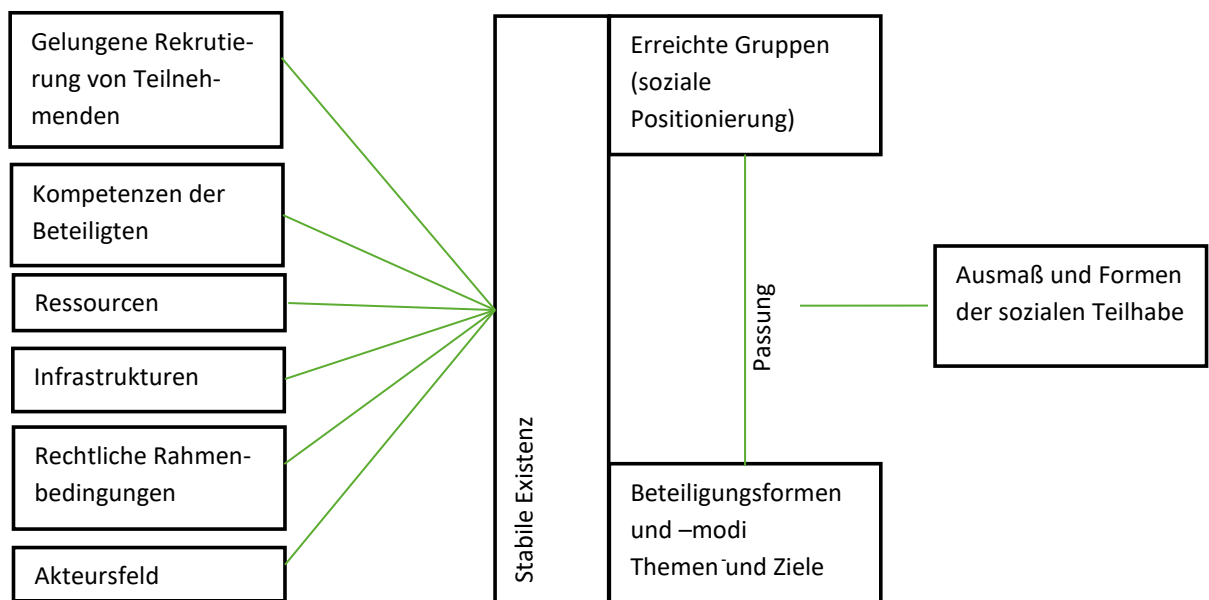 Gelungene Rekrutie-
rung von Teilneh-
menden
Kompetenzen der
Beteiligten
Ressourcen
Infrastrukturen
Rechtliche Rahmen-
bedingungen
Akteursfeld
Stabile Existenz
Erreichte Gruppen
(soziale
Positionierung)
Passung
Beteiligungsformen
und –modi
Themen und Ziele
Ausmaß und Formen
der sozialen Teilhabe